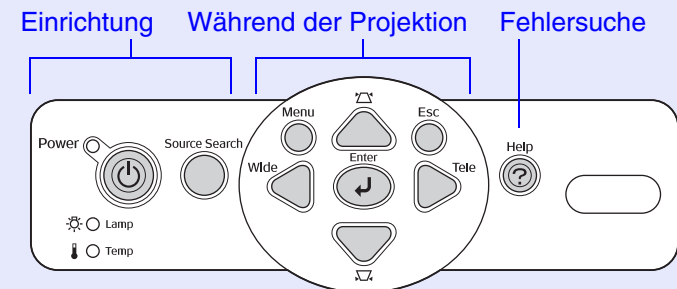 Einrichtung Während der Projektion Fehlersuche
Menu Esc
Power Source Search Wide Enter Tele Help
?
Lamp
Temp